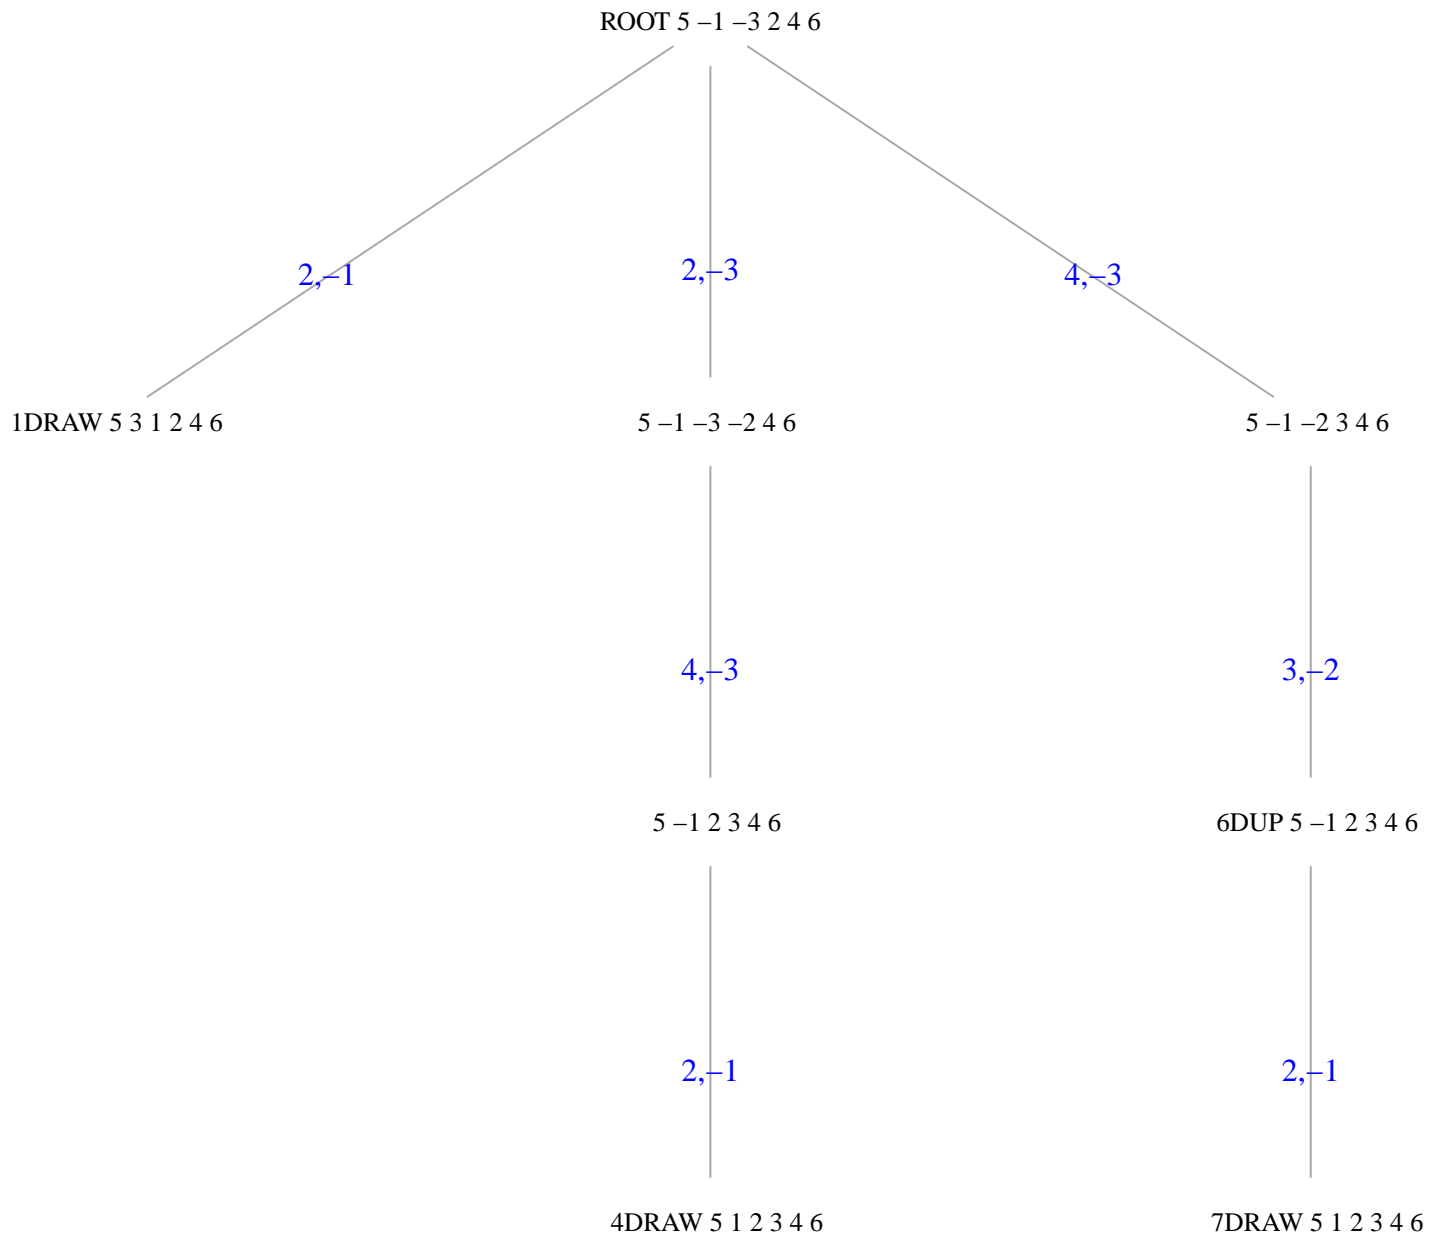 ROOT 5 –1 –3 2 4 6
2,–1
2,–3
4,–3
1DRAW 5 3 1 2 4 6
5 –1 –3 –2 4 6
5 –1 –2 3 4 6
4,–3
3,–2
5 –1 2 3 4 6
6DUP 5 –1 2 3 4 6
2,–1
2,–1
4DRAW 5 1 2 3 4 6
7DRAW 5 1 2 3 4 6